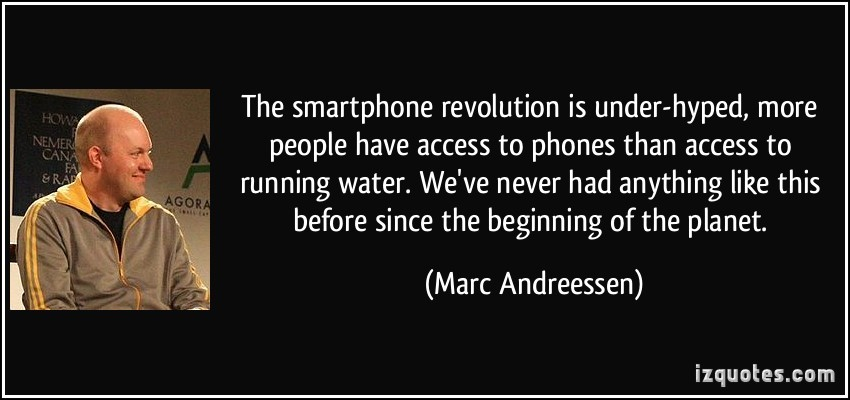 HOWA
NEMER
CANA
FA
& RA
AGORA
The smartphone revolution is under-hyped, more
people have access to phones than access to
running water. We've never had anything like this
before since the beginning of the planet.
(Marc Andreessen)
izquotes.com